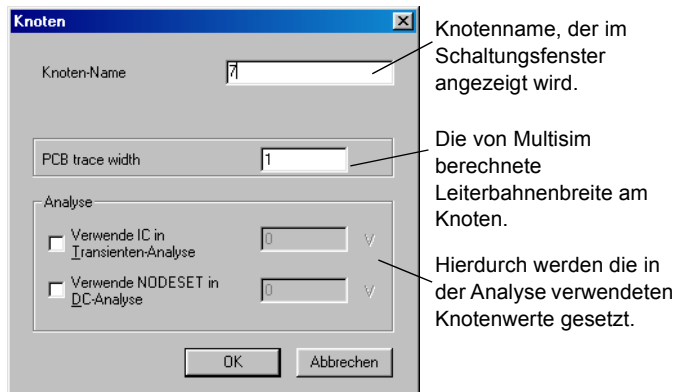 Knoten
Knoten-Name
7
PCB trace width
1
Analyse
Verwende IC in
Transienten-Analyse
0
V
Verwende NODESET in
DC-Analyse
0
V
OK
Abbrechen
Knotenname, der im
Schaltungsfenster
angezeigt wird.
Die von Multisim
berechnete
Leiterbahnenbreite am
Knoten.
Hierdurch werden die in
der Analyse verwendeten
Knotenwerte gesetzt.